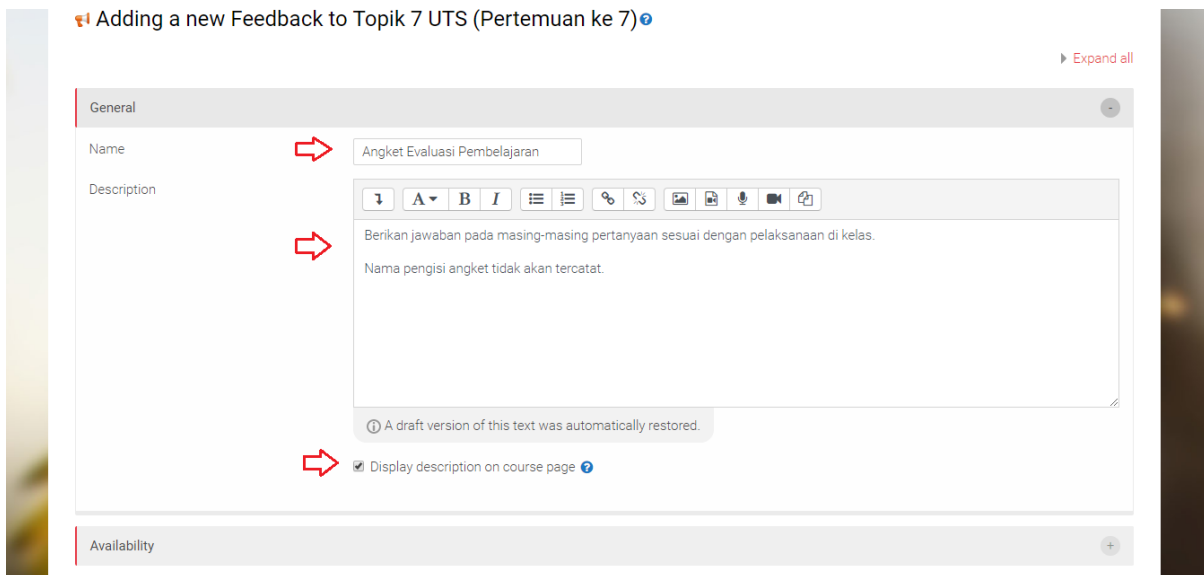 Adding a new Feedback to Topik 7 UTS (Pertemuan ke 7)
Expand all
General
Name
Angket Evaluasi Pembelajaran
Description
A B I
Berikan jawaban pada masing-masing pertanyaan sesuai dengan pelaksanaan di kelas.
Nama pengisi angket tidak akan tercatat.
A draft version of this text was automatically restored.
Display description on course page
Availability